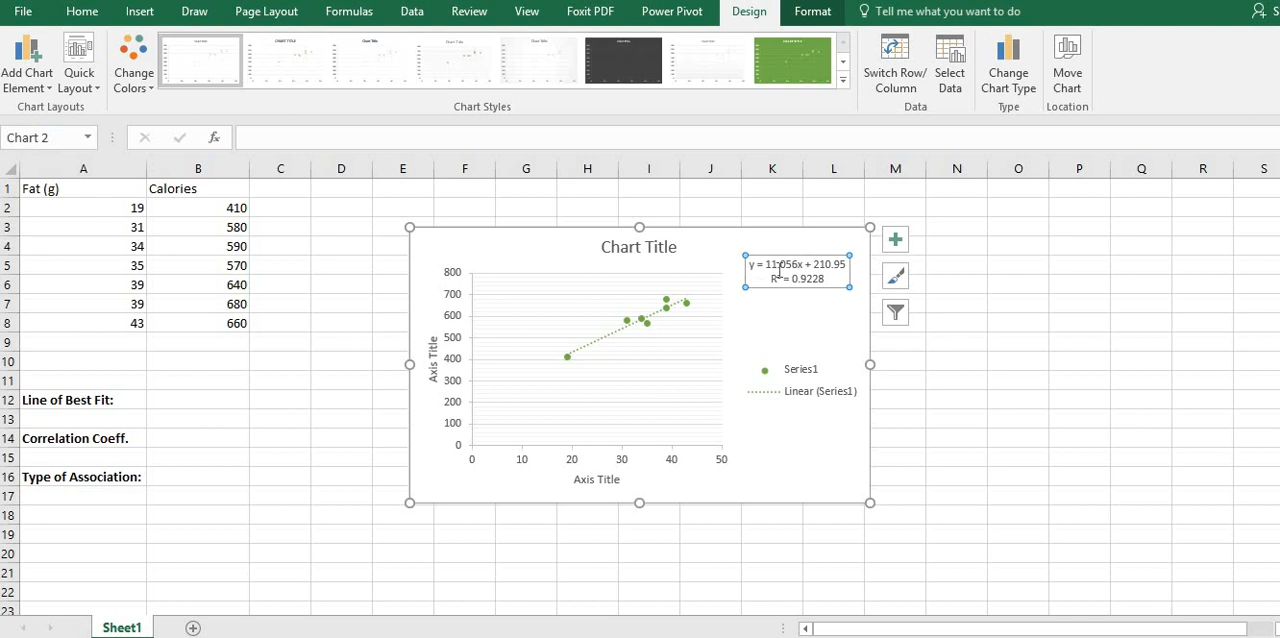 File Home Insert Draw Page Layout Formulas Data Review View Foxit PDF Power Pivot Design Format Tell me what you want to do S
Add Chart Element
Quick Layout
Change Colors
Switch Row/ Column
Select Data
Change Chart Type
Move Chart
Chart Layouts Chart Styles Data Type Location
Chart 2 fx
A B C D E F G H I J K L M N O P Q R S
1 Fat (g) Calories
2 19 410
3 31 580
4 34 590
5 35 570
6 39 640
7 39 680
8 43 660
9
10
11
12 Line of Best Fit:
13
14 Correlation Coeff.
15
16 Type of Association:
17
18
19
20
21
22
23
Chart Title
y = 11.056x + 210.95
R² = 0.9228
800
700
600
500
400
300
200
100
0
Axis Title
0 10 20 30 40 50
Axis Title
Series1
Linear (Series1)
Sheet1